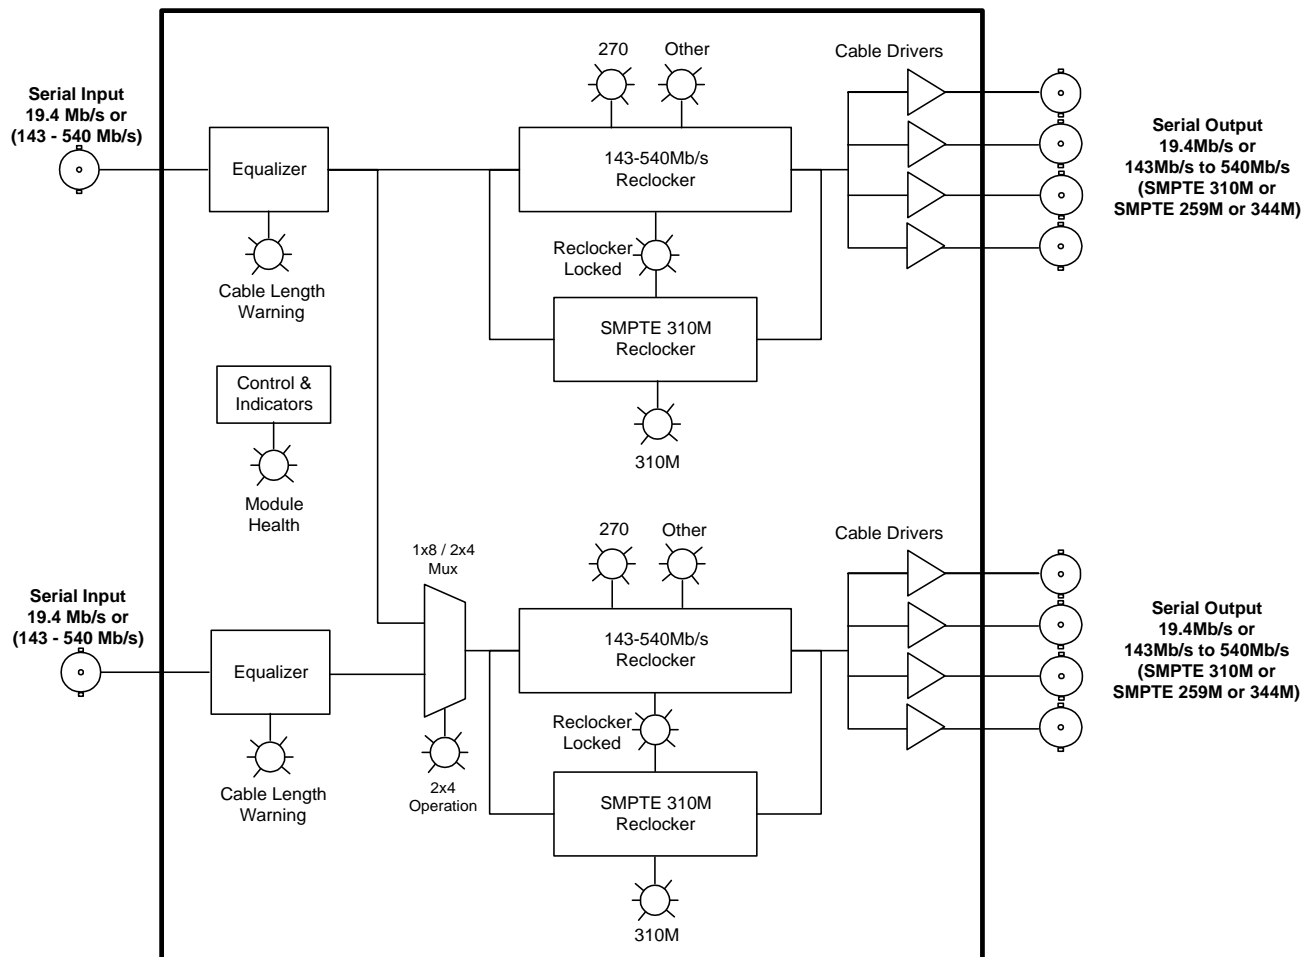 270
Other
Cable Drivers
Serial Input
19.4 Mb/s or
(143 - 540 Mb/s)
Equalizer
143-540Mb/s
Reclocker
Serial Output
19.4Mb/s or
143Mb/s to 540Mb/s
(SMPTE 310M or
SMPTE 259M or 344M)
Cable Length
Warning
Reclocker
Locked
SMPTE 310M
Reclocker
Control &
Indicators
310M
Module
Health
270
Other
Cable Drivers
1x8 / 2x4
Mux
Serial Input
19.4 Mb/s or
(143 - 540 Mb/s)
Equalizer
143-540Mb/s
Reclocker
Serial Output
19.4Mb/s or
143Mb/s to 540Mb/s
(SMPTE 310M or
SMPTE 259M or 344M)
Cable Length
Warning
2x4
Operation
Reclocker
Locked
SMPTE 310M
Reclocker
310M